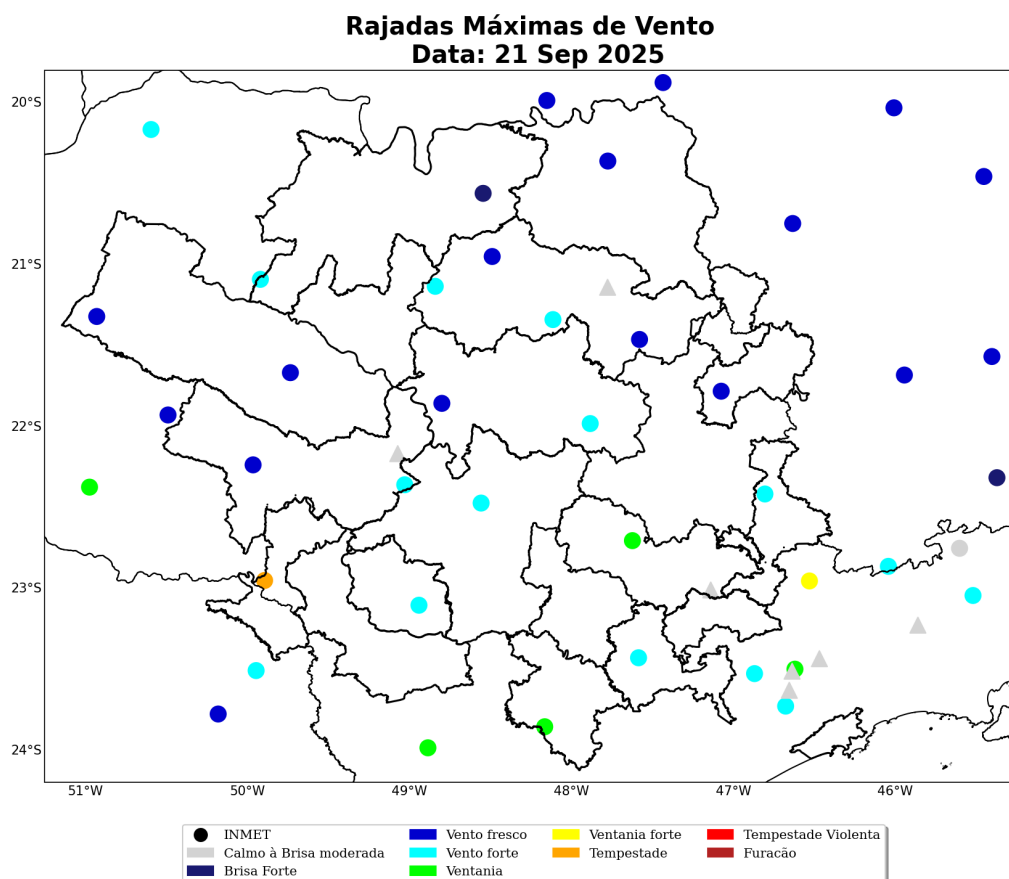 Rajadas Máximas de Vento
Data: 21 Sep 2025
20°S
21°S
22°S
23°S
24°S
51°W
50°W
49°W
48°W
47°W
46°W
INMET
Calmo à Brisa moderada
Brisa Forte
Vento fresco
Vento forte
Ventania
Ventania forte
Tempestade
Tempestade Violenta
Furacão